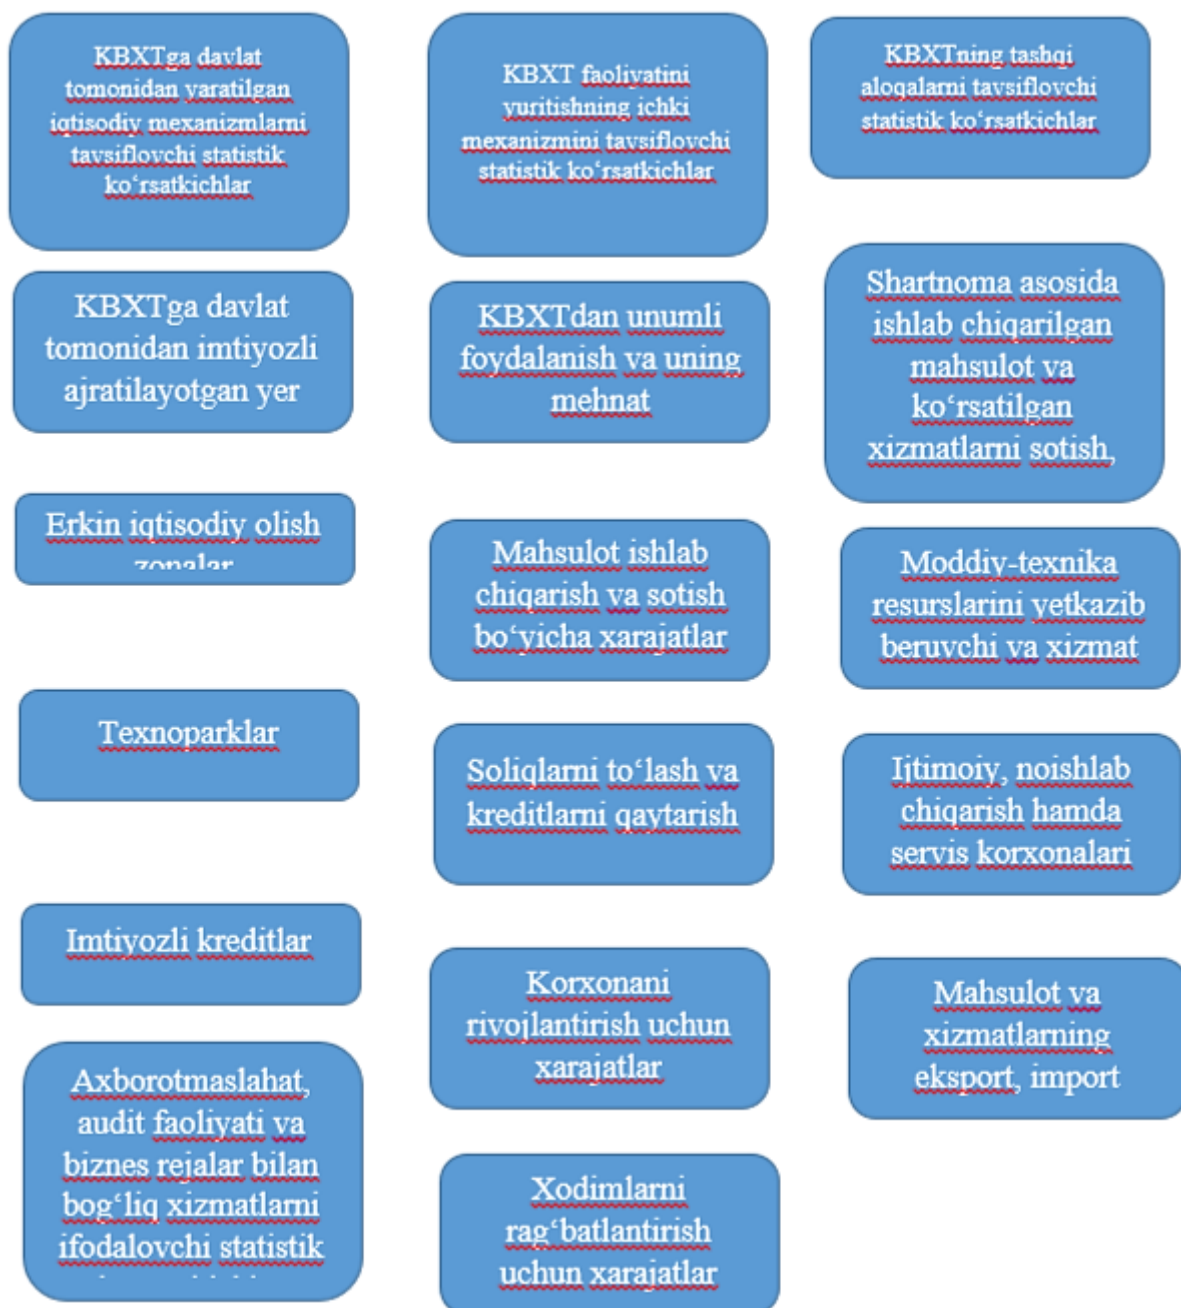 KBXTga davlat
tomonidan yaratilgan
iqtisodiy mexanizmlarni
tavsiflovchi statistik
ko‘rsatkichlar
KBXTga davlat
tomonidan imtiyozli
ajratilayotgan yer
Erkin iqtisodiy olish
zonalar
Texnoparklar
Imtiyozli kreditlar
Axborotmaslahat,
audit faoliyati va
biznes rejalar bilan
bog‘liq xizmatlarni
ifodalovchi statistik
KBXT faoliyatini
yuritishning ichki
mexanizmini tavsiflovchi
statistik ko‘rsatkichlar
KBXTdan unumli
foydalanish va uning
mehnat
Mahsulot ishlab
chiqarish va sotish
bo‘yicha xarajatlar
Soliqlarni to‘lash va
kreditlarni qaytarish
Korxonani
rivojlantirish uchun
xarajatlar
Xodimlarni
rag‘batlantirish
uchun xarajatlar
KBXTning tashqi
aloqalarni tavsiflovchi
statistik ko‘rsatkichlar
Shartnoma asosida
ishlab chiqarilgan
mahsulot va
ko‘rsatilgan
xizmatlarni sotish,
Moddiy-texnika
resurslarini yetkazib
beruvchi va xizmat
Ijtimoiy, noishlab
chiqarish hamda
servis korxonalari
Mahsulot va
xizmatlarning
eksport, import